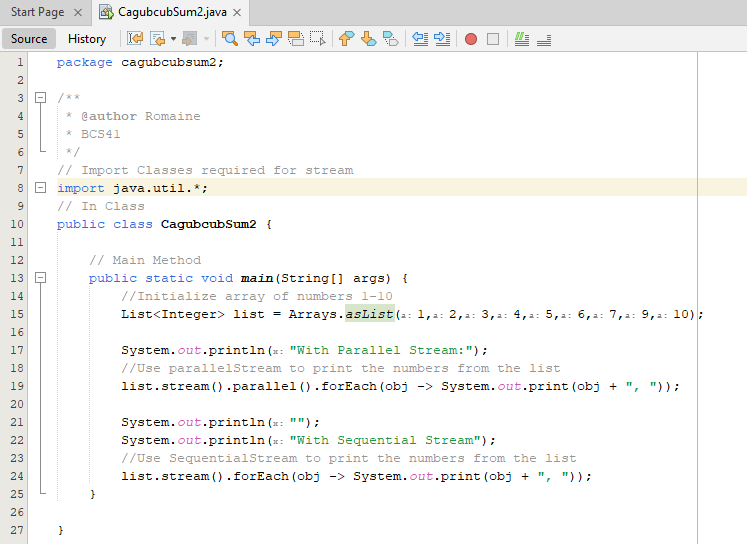 Start Page × CagubcubSum2.java ×
Source History
1 package cagubcubsum2;
2
3 /**
4 * @author Romaine
5 * BCS41
6 */
7 // Import Classes required for stream
8 import java.util.*;
9 // In Class
10 public class CagubcubSum2 {
11
12 // Main Method
13 public static void main(String[] args) {
14 //Initialize array of numbers 1-10
15 List<Integer> list = Arrays.asList(a: 1,a: 2,a: 3,a: 4,a: 5,a: 6,a: 7,a: 9,a: 10);
16
17 System.out.println(x: "With Parallel Stream:");
18 //Use parallelStream to print the numbers from the list
19 list.stream().parallel().forEach(obj -> System.out.print(obj + ", "));
20
21 System.out.println(x: "");
22 System.out.println(x: "With Sequential Stream");
23 //Use SequentialStream to print the numbers from the list
24 list.stream().forEach(obj -> System.out.print(obj + ", "));
25 }
26
27 }